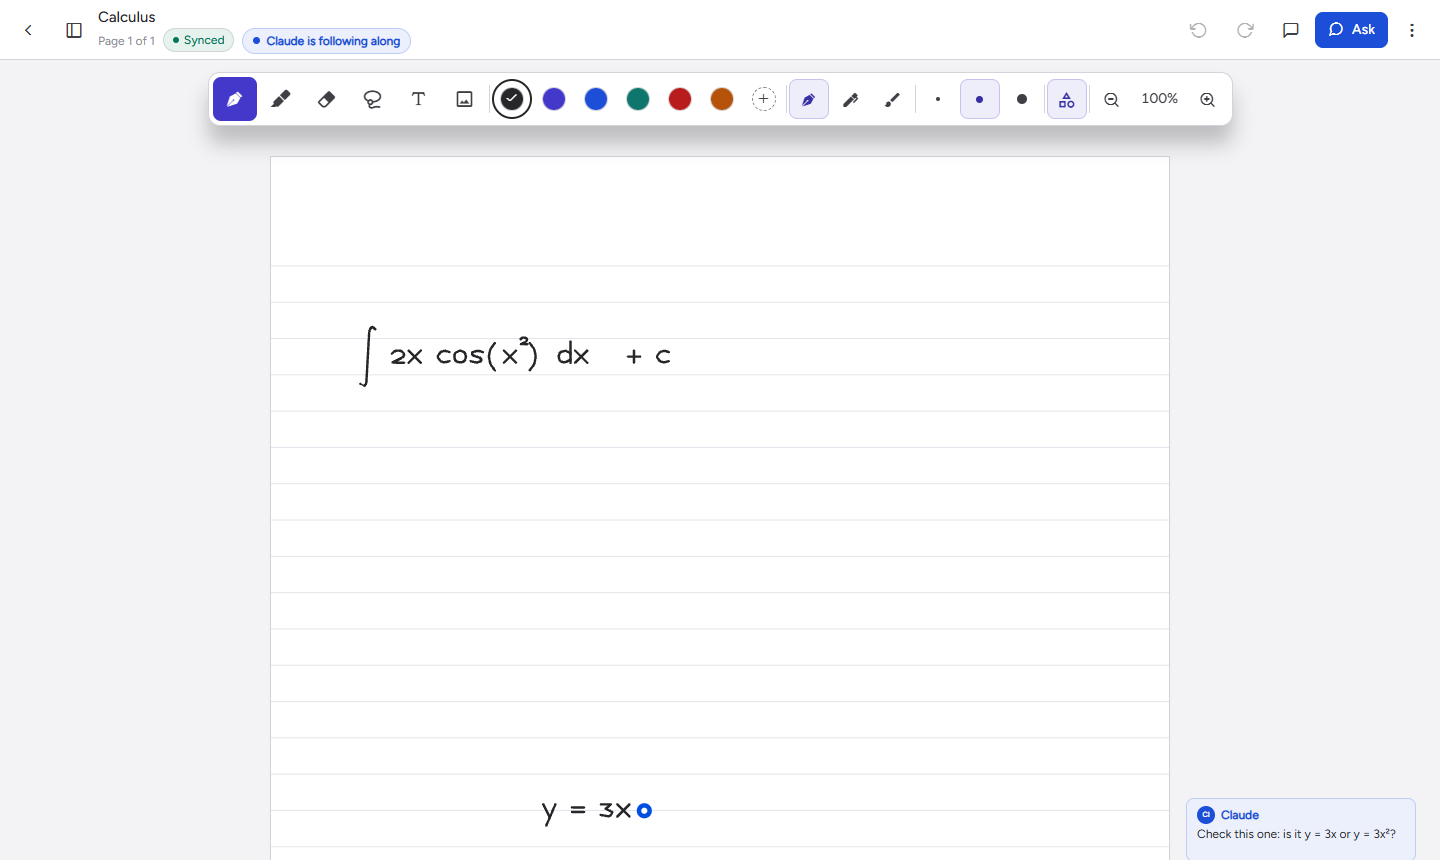 Calculus
Page 1 of 1 Synced Claude is following along
Ask
T 100%
∫ 2x cos(x²) dx + c
y = 3x
Cl Claude
Check this one: is it y = 3x or y = 3x²?